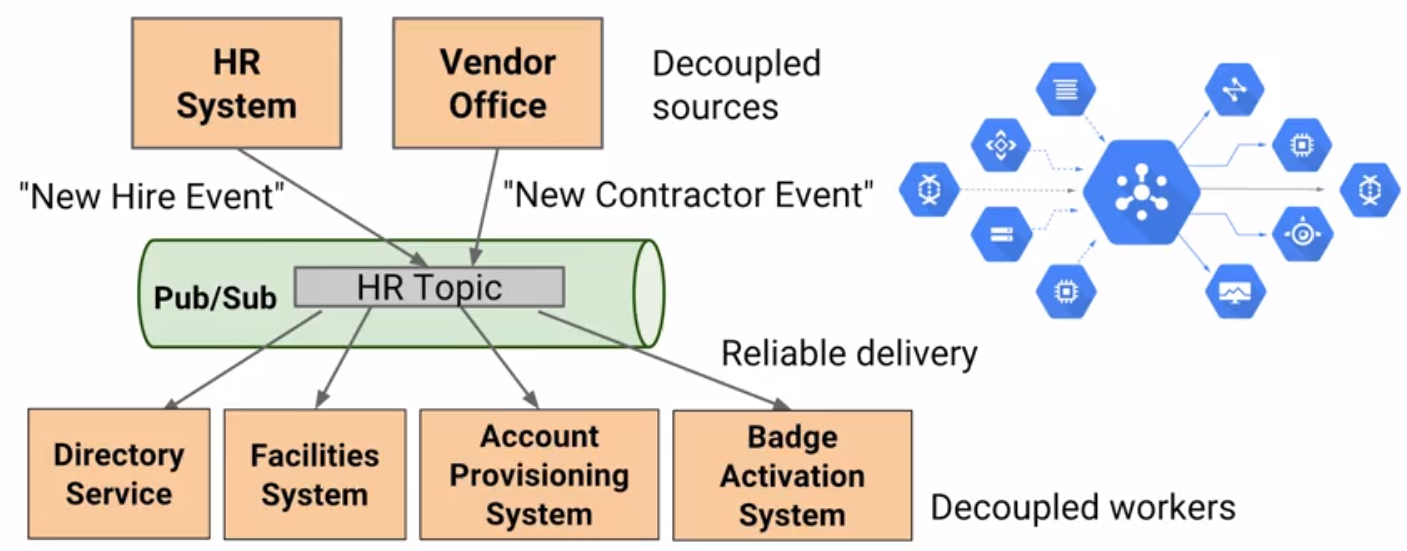 HR
System
Vendor
Office
Decoupled
sources
"New Hire Event"
"New Contractor Event"
Pub/Sub
HR Topic
Reliable delivery
Directory
Service
Facilities
System
Account
Provisioning
System
Badge
Activation
System
Decoupled workers